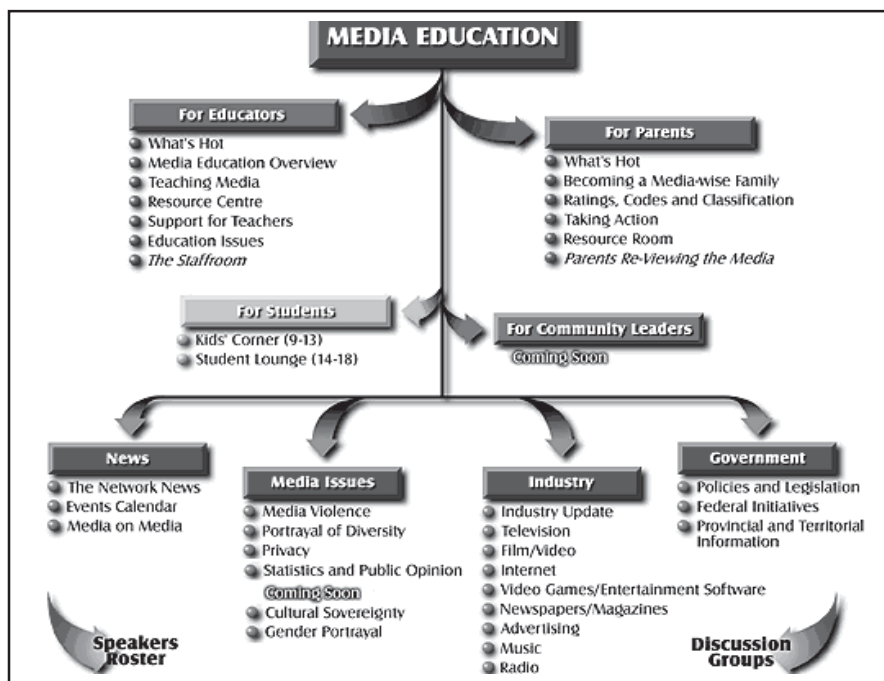 MEDIA EDUCATION
For Educators
What's Hot
Media Education Overview
Teaching Media
Resource Centre
Support for Teachers
Education Issues
The Staffroom
For Parents
What's Hot
Becoming a Media-wise Family
Ratings, Codes and Classification
Taking Action
Resource Room
Parents Re-Viewing the Media
For Students
Kids' Corner (9-13)
Student Lounge (14-18)
For Community Leaders
Coming Soon
News
The Network News
Events Calendar
Media on Media
Media Issues
Media Violence
Portrayal of Diversity
Privacy
Statistics and Public Opinion
Coming Soon
Cultural Sovereignty
Gender Portrayal
Industry
Industry Update
Television
Film/Video
Internet
Video Games/Entertainment Software
Newspapers/Magazines
Advertising
Music
Radio
Government
Policies and Legislation
Federal Initiatives
Provincial and Territorial
Information
Speakers
Roster
Discussion
Groups